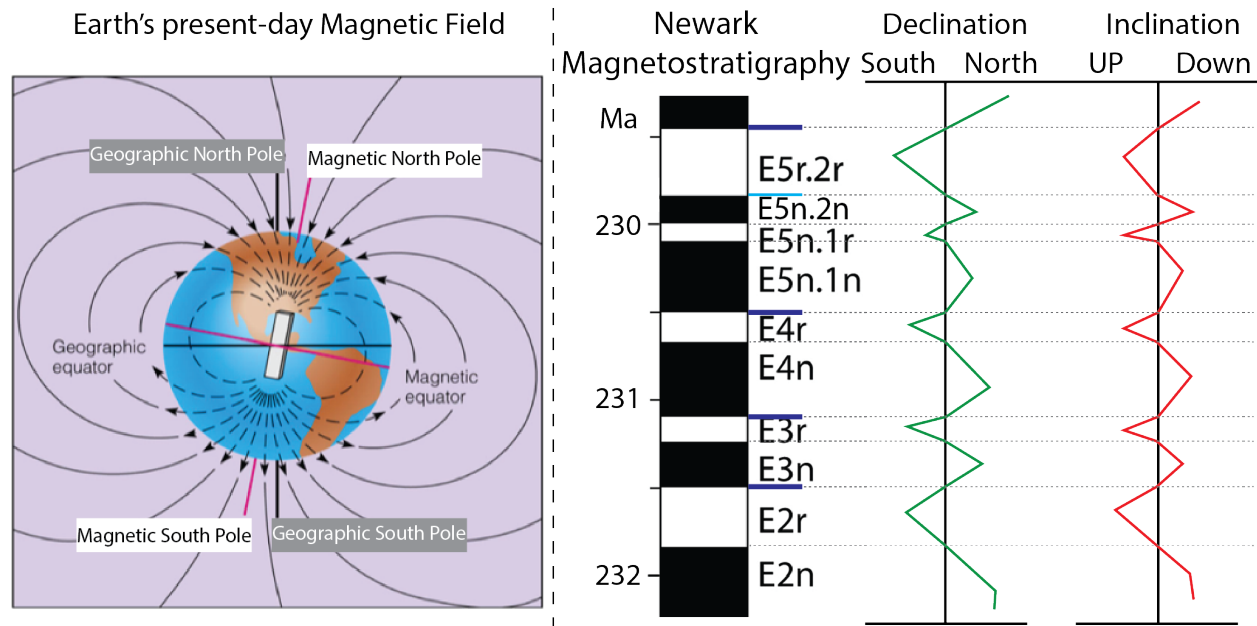 Earth's present-day Magnetic Field
Geographic North Pole
Magnetic North Pole
Geographic
equator
Magnetic
equator
Magnetic South Pole
Geographic South Pole
Newark
Magnetostratigraphy
Declination
South North
Inclination
UP Down
Ma
E5r.2r
E5n.2n
230
E5n.1r
E5n.1n
E4r
E4n
231
E3r
E3n
E2r
232
E2n